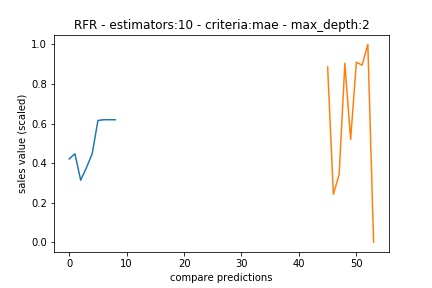 RFR - estimators:10 - criteria:mae - max_depth:2
1.0
0.8
0.6
0.4
0.2
0.0
sales value (scaled)
0 10 20 30 40 50
compare predictions